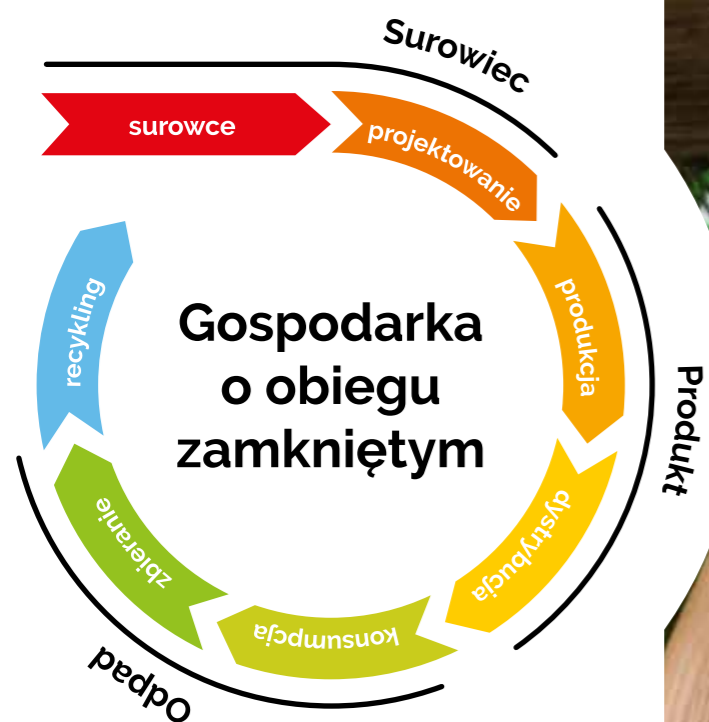 Surowiec
surowce
projektowanie
produkcja
Produkt
dystrybucja
konsumpcja
Odpad
zbieranie
recykling
Gospodarka
o obiegu
zamkniętym